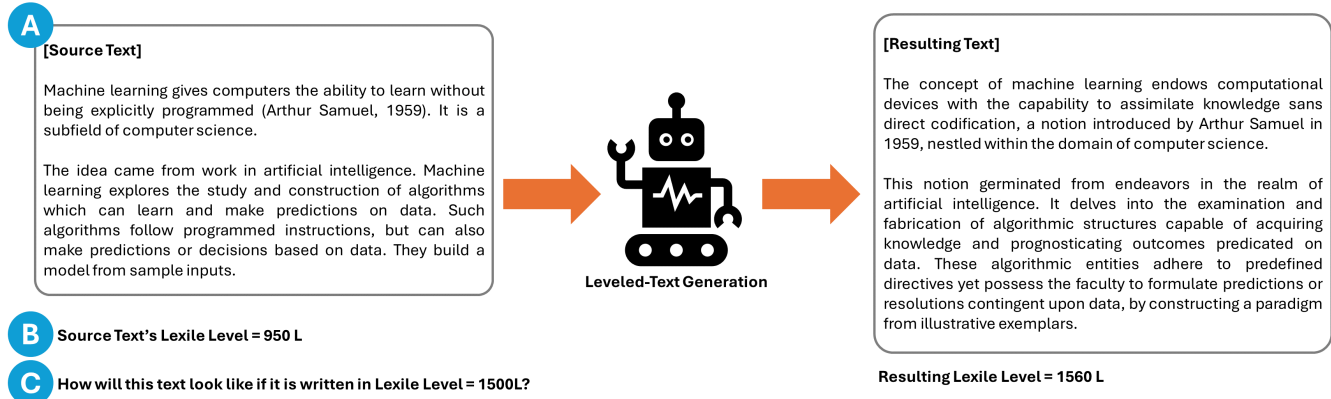 A
[Source Text]
Machine learning gives computers the ability to learn without
being explicitly programmed (Arthur Samuel, 1959). It is a
subfield of computer science.
The idea came from work in artificial intelligence. Machine
learning explores the study and construction of algorithms
which can learn and make predictions on data. Such
algorithms follow programmed instructions, but can also
make predictions or decisions based on data. They build a
model from sample inputs.
B
Source Text's Lexile Level = 950 L
C
How will this text look like if it is written in Lexile Level = 1500L?
Leveled-Text Generation
[Resulting Text]
The concept of machine learning endows computational
devices with the capability to assimilate knowledge sans
direct codification, a notion introduced by Arthur Samuel in
1959, nestled within the domain of computer science.
This notion germinated from endeavors in the realm of
artificial intelligence. It delves into the examination and
fabrication of algorithmic structures capable of acquiring
knowledge and prognosticating outcomes predicated on
data. These algorithmic entities adhere to predefined
directives yet possess the faculty to formulate predictions or
resolutions contingent upon data, by constructing a paradigm
from illustrative exemplars.
Resulting Lexile Level = 1560 L